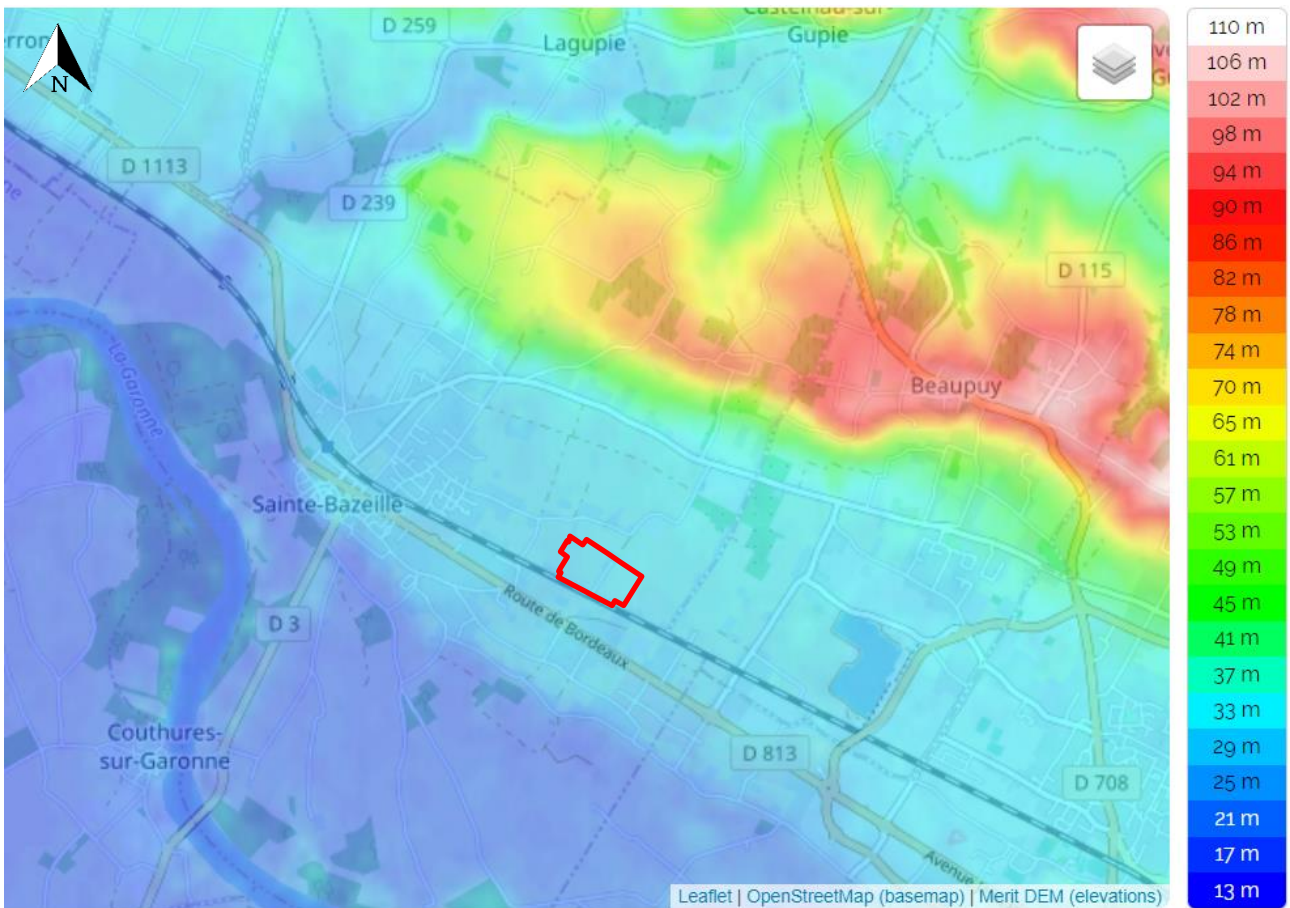 D 259
Lagupie
Castelnau-sur-
Gupie
N
D 1113
D 239
D 115
La Garonne
Beaupuy
Sainte-Bazeille
Route de Bordeaux
D 3
Couthures-
sur-Garonne
D 813
D 708
Avenue
Leaflet | OpenStreetMap (basemap) | Merit DEM (elevations)
110 m
106 m
102 m
98 m
94 m
90 m
86 m
82 m
78 m
74 m
70 m
65 m
61 m
57 m
53 m
49 m
45 m
41 m
37 m
33 m
29 m
25 m
21 m
17 m
13 m